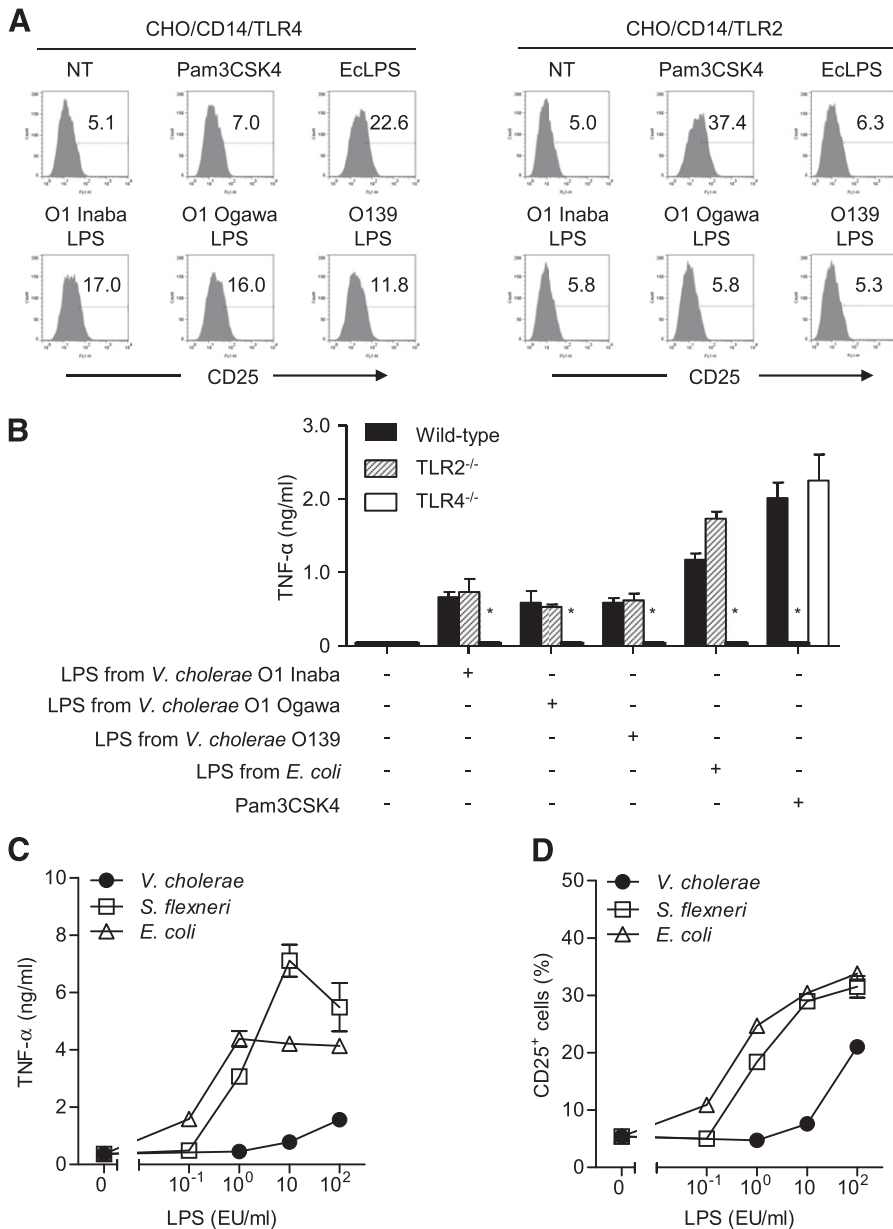 A
CHO/CD14/TLR4
CHO/CD14/TLR2
NT Pam3CSK4 EcLPS
NT Pam3CSK4 EcLPS
5.1 7.0 22.6
5.0 37.4 6.3
O1 Inaba LPS O1 Ogawa LPS O139 LPS
O1 Inaba LPS O1 Ogawa LPS O139 LPS
17.0 16.0 11.8
5.8 5.8 5.3
CD25
CD25
B
TNF-α (ng/ml)
3.0
2.0
1.0
0
Wild-type
TLR2-/-
TLR4-/-
* * * * *
LPS from V. cholerae O1 Inaba - + - - - -
LPS from V. cholerae O1 Ogawa - - + - - -
LPS from V. cholerae O139 - - - + - -
LPS from E. coli - - - - + -
Pam3CSK4 - - - - - +
C
TNF-α (ng/ml)
10
8
6
4
2
0
V. cholerae
S. flexneri
E. coli
0 10-1 100 10 102
LPS (EU/ml)
D
CD25+ cells (%)
50
40
30
20
10
0
V. cholerae
S. flexneri
E. coli
0 10-1 100 10 102
LPS (EU/ml)